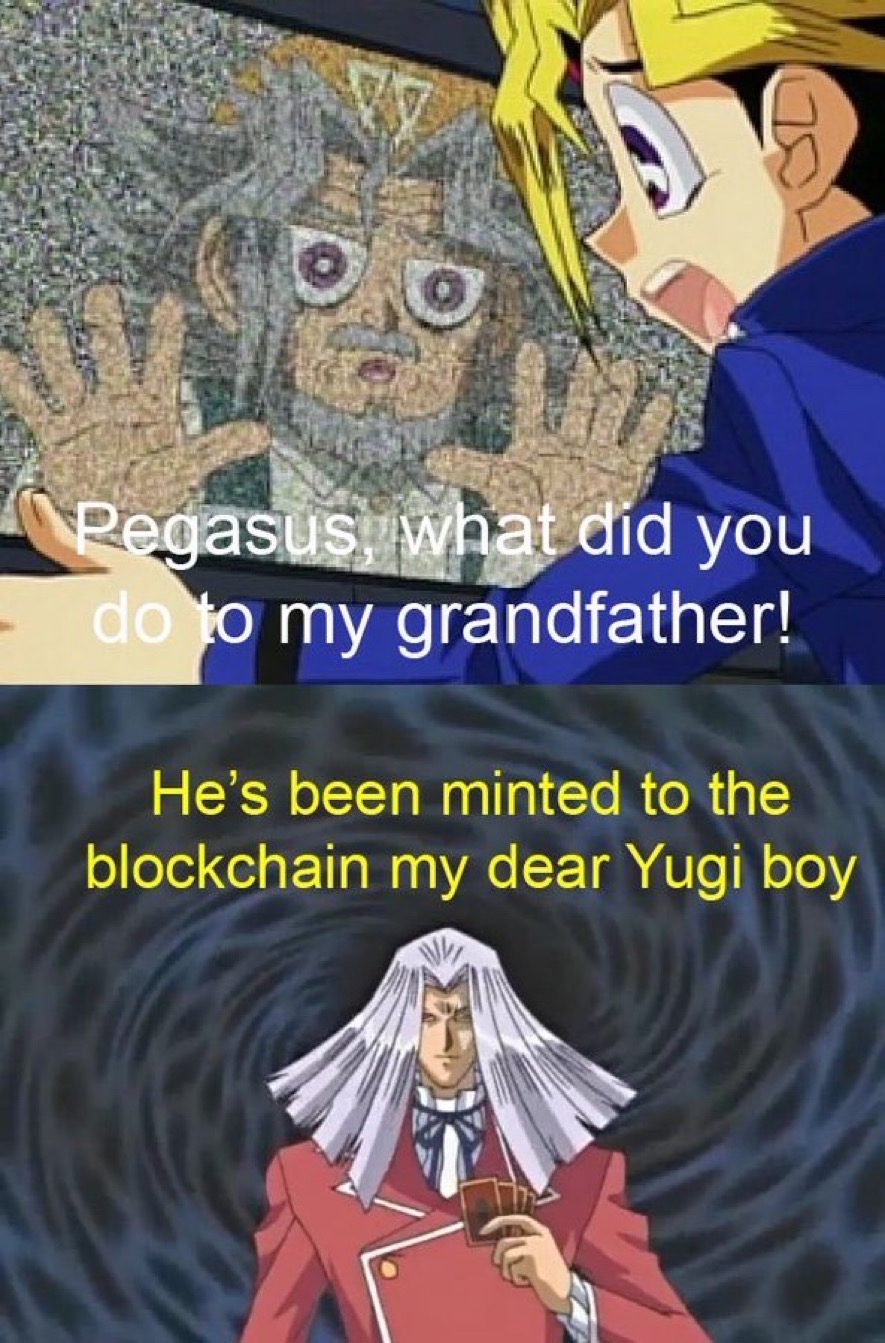 Pegasus, what did you
do to my grandfather!
He’s been minted to the
blockchain my dear Yugi boy